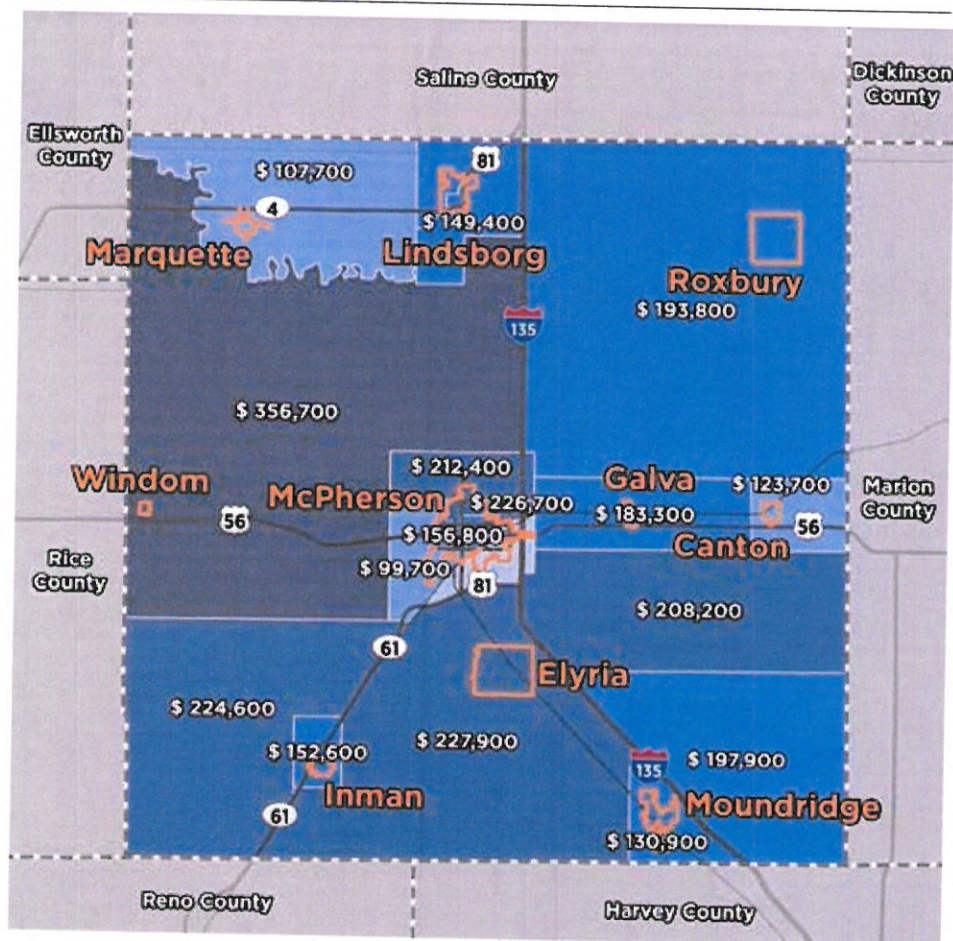 Saline County
Dickinson
County
Ellsworth
County
$ 107,700
81
4
$ 149,400
Marquette
Lindsborg
Roxbury
$ 193,800
135
$ 356,700
$ 212,400
Windom
McPherson
$ 226,700
Galva
$ 123,700
Marion
County
56
$ 156,800
$ 183,300
56
Canton
Rice
County
$ 99,700
81
$ 208,200
61
Elyria
$ 224,600
$ 227,900
$ 152,600
135
$ 197,900
Inman
Moundridge
61
$ 130,900
Reno County
Harvey County